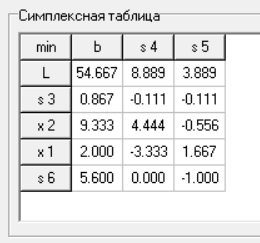 Симплексная таблица
min b s 4 s 5
L 54.667 8.889 3.889
s 3 0.867 -0.111 -0.111
x 2 9.333 4.444 -0.556
x 1 2.000 -3.333 1.667
s 6 5.600 0.000 -1.000